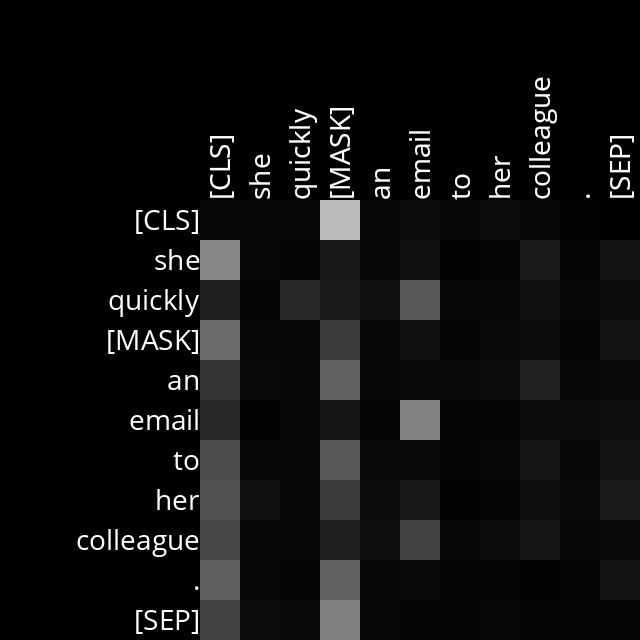 [CLS] she quickly [MASK] an email to her colleague . [SEP]
[CLS]
she
quickly
[MASK]
an
email
to
her
colleague
.
[SEP]